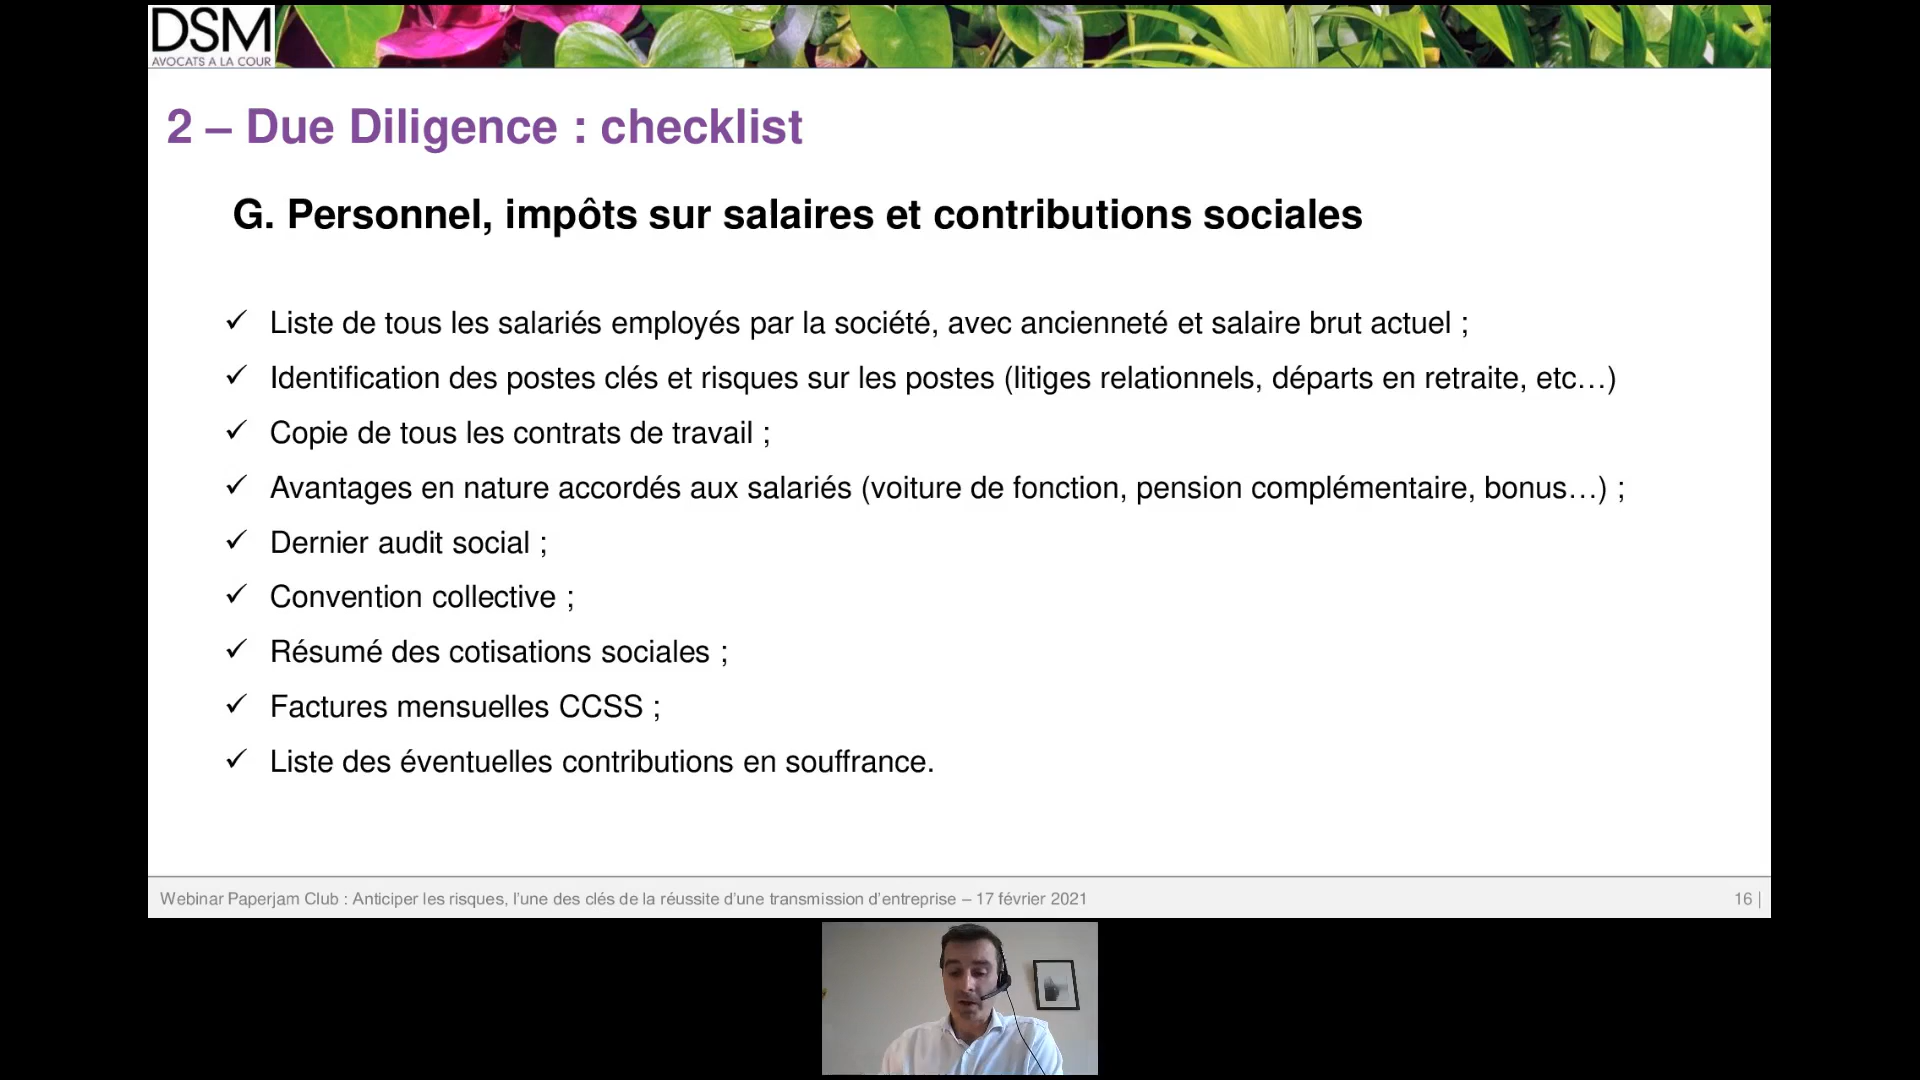 DSM
AVOCATS A LA COUR
2 – Due Diligence : checklist
G. Personnel, impôts sur salaires et contributions sociales
✓ Liste de tous les salariés employés par la société, avec ancienneté et salaire brut actuel ;
✓ Identification des postes clés et risques sur les postes (litiges relationnels, départs en retraite, etc…)
✓ Copie de tous les contrats de travail ;
✓ Avantages en nature accordés aux salariés (voiture de fonction, pension complémentaire, bonus…) ;
✓ Dernier audit social ;
✓ Convention collective ;
✓ Résumé des cotisations sociales ;
✓ Factures mensuelles CCSS ;
✓ Liste des éventuelles contributions en souffrance.
Webinar Paperjam Club : Anticiper les risques, l’une des clés de la réussite d’une transmission d’entreprise – 17 février 2021
16 |